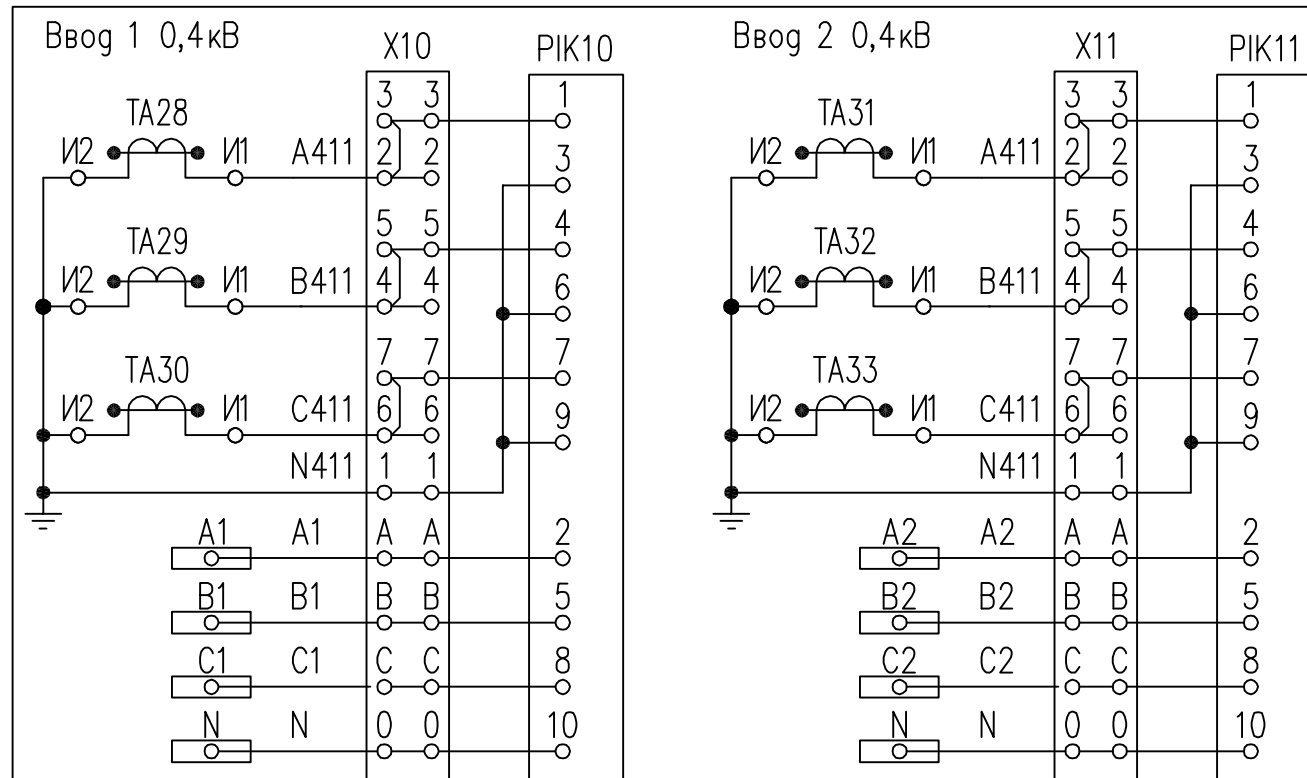 Ввод 1 0,4кВ
X10
PIK10
3 3 1
TA28
И2 И1 A411 2 2 3
5 5 4
TA29
И2 И1 B411 4 4 6
7 7 7
TA30
И2 И1 C411 6 6 9
N411 1 1
A1 A1 A A 2
B1 B1 B B 5
C1 C1 C C 8
N N 0 0 10
Ввод 2 0,4кВ
X11
PIK11
3 3 1
TA31
И2 И1 A411 2 2 3
5 5 4
TA32
И2 И1 B411 4 4 6
7 7 7
TA33
И2 И1 C411 6 6 9
N411 1 1
A2 A2 A A 2
B2 B2 B B 5
C2 C2 C C 8
N N 0 0 10